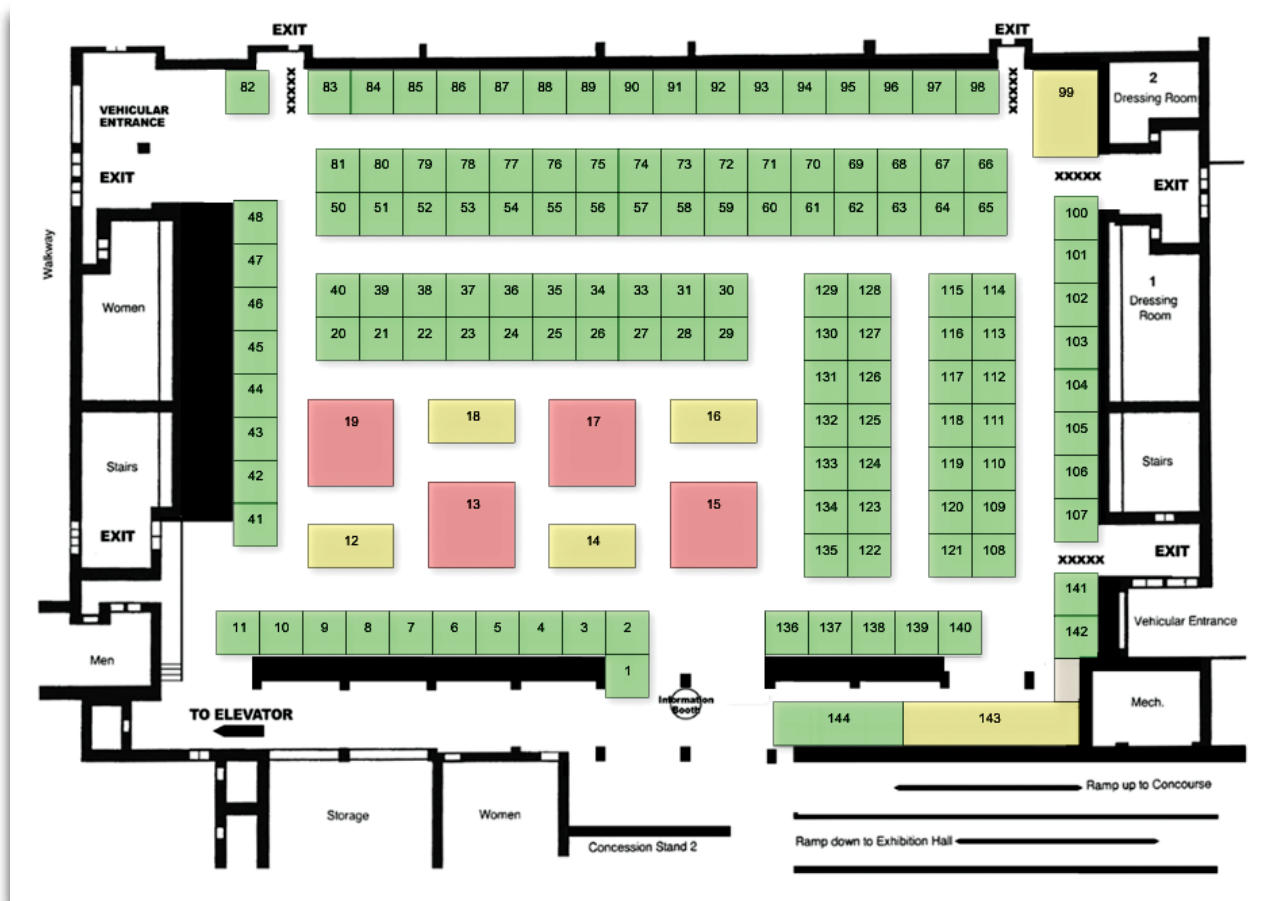 EXIT
EXIT
82
XXXXX
83 84 85 86 87 88 89 90 91 92 93 94 95 96 97 98
XXXXX
99
2
Dressing Room
VEHICULAR
ENTRANCE
EXIT
81 80 79 78 77 76 75 74 73 72 71 70 69 68 67 66
50 51 52 53 54 55 56 57 58 59 60 61 62 63 64 65
XXXXX
EXIT
Walkway
48
47
46
45
44
43
42
41
Women
Stairs
EXIT
40 39 38 37 36 35 34 33 31 30
20 21 22 23 24 25 26 27 28 29
129 128
130 127
131 126
132 125
133 124
134 123
135 122
115 114
116 113
117 112
118 111
119 110
120 109
121 108
100
101
102
103
104
105
106
107
1
Dressing
Room
Stairs
19
18
17
16
13
15
12
14
XXXXX
EXIT
141
142
Vehicular Entrance
11 10 9 8 7 6 5 4 3 2
1
136 137 138 139 140
Men
Information
Booth
Mech.
TO ELEVATOR
144
143
Ramp up to Concourse
Storage
Women
Concession Stand 2
Ramp down to Exhibition Hall